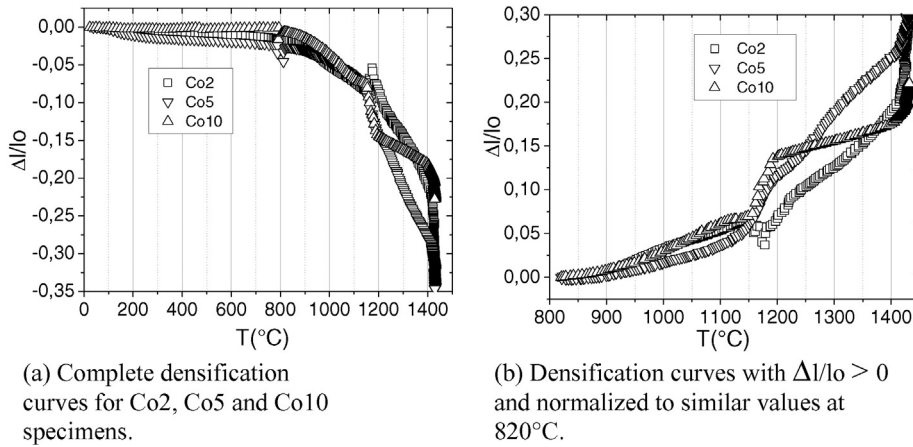 0,00
-0,05
-0,10
-0,15
-0,20
-0,25
-0,30
-0,35
Δl/lo
Co2
Co5
Co10
0 200 400 600 800 1000 1200 1400
T(°C)
(a) Complete densification
curves for Co2, Co5 and Co10
specimens.
0,30
0,25
0,20
0,15
0,10
0,05
0,00
Δl/lo
Co2
Co5
Co10
800 900 1000 1100 1200 1300 1400
T(°C)
(b) Densification curves with Δl/lo > 0
and normalized to similar values at
820°C.